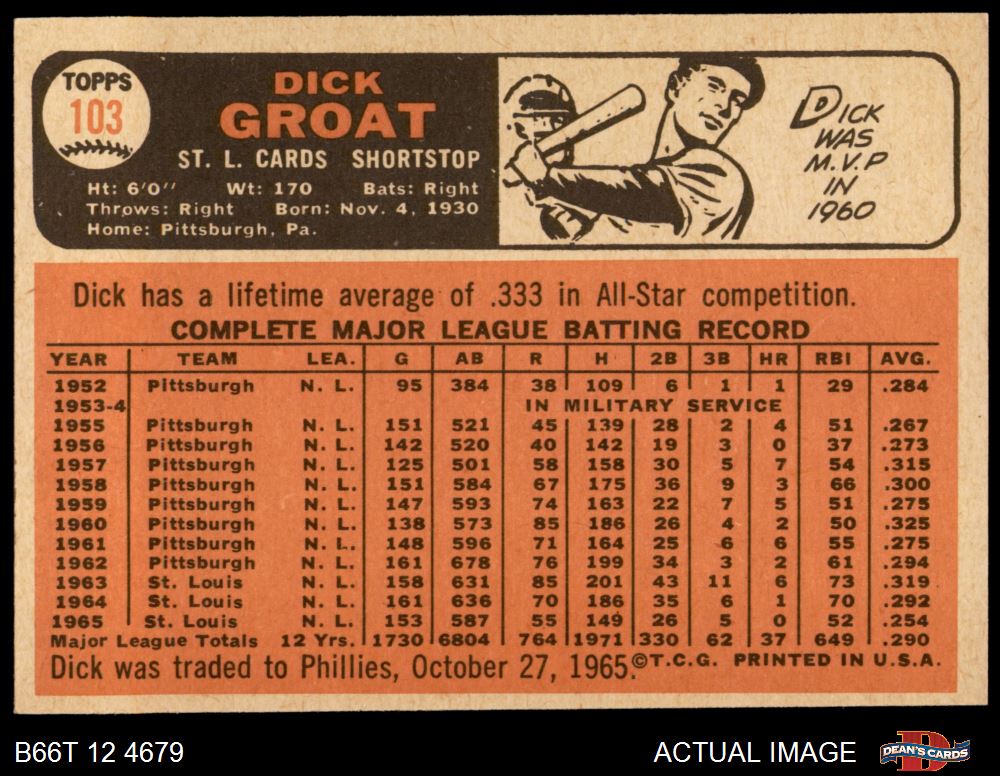 TOPPS
103
DICK
GROAT
ST. L. CARDS SHORTSTOP
Ht: 6'0" Wt: 170 Bats: Right
Throws: Right Born: Nov. 4, 1930
Home: Pittsburgh, Pa.
DICK
WAS
M.V.P
IN
1960
Dick has a lifetime average of .333 in All-Star competition.
COMPLETE MAJOR LEAGUE BATTING RECORD
YEAR TEAM LEA. G AB R H 2B 3B HR RBI AVG.
1952 Pittsburgh N. L. 95 384 38 109 6 1 1 29 .284
1953-4 IN MILITARY SERVICE
1955 Pittsburgh N. L. 151 521 45 139 28 2 4 51 .267
1956 Pittsburgh N. L. 142 520 40 142 19 3 0 37 .273
1957 Pittsburgh N. L. 125 501 58 158 30 5 7 54 .315
1958 Pittsburgh N. L. 151 584 67 175 36 9 3 66 .300
1959 Pittsburgh N. L. 147 593 74 163 22 7 5 51 .275
1960 Pittsburgh N. L. 138 573 85 186 26 4 2 50 .325
1961 Pittsburgh N. L. 148 596 71 164 25 6 6 55 .275
1962 Pittsburgh N. L. 161 678 76 199 34 3 2 61 .294
1963 St. Louis N. L. 158 631 85 201 43 11 6 73 .319
1964 St. Louis N. L. 161 636 70 186 35 6 1 70 .292
1965 St. Louis N. L. 153 587 55 149 26 5 0 52 .254
Major League Totals 12 Yrs. 1730 6804 764 1971 330 62 37 649 .290
Dick was traded to Phillies, October 27, 1965. ©T.C.G. PRINTED IN U.S.A.
B66T 12 4679
ACTUAL IMAGE
D
DEAN'S CARDS